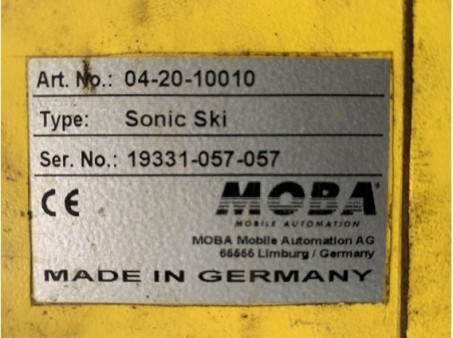 Art. No.: 04-20-10010
Type: Sonic Ski
Ser. No.: 19331-057-057
CE
MOBA®
MOBILE AUTOMATION
MOBA Mobile Automation AG
65555 Limburg / Germany
MADE IN GERMANY